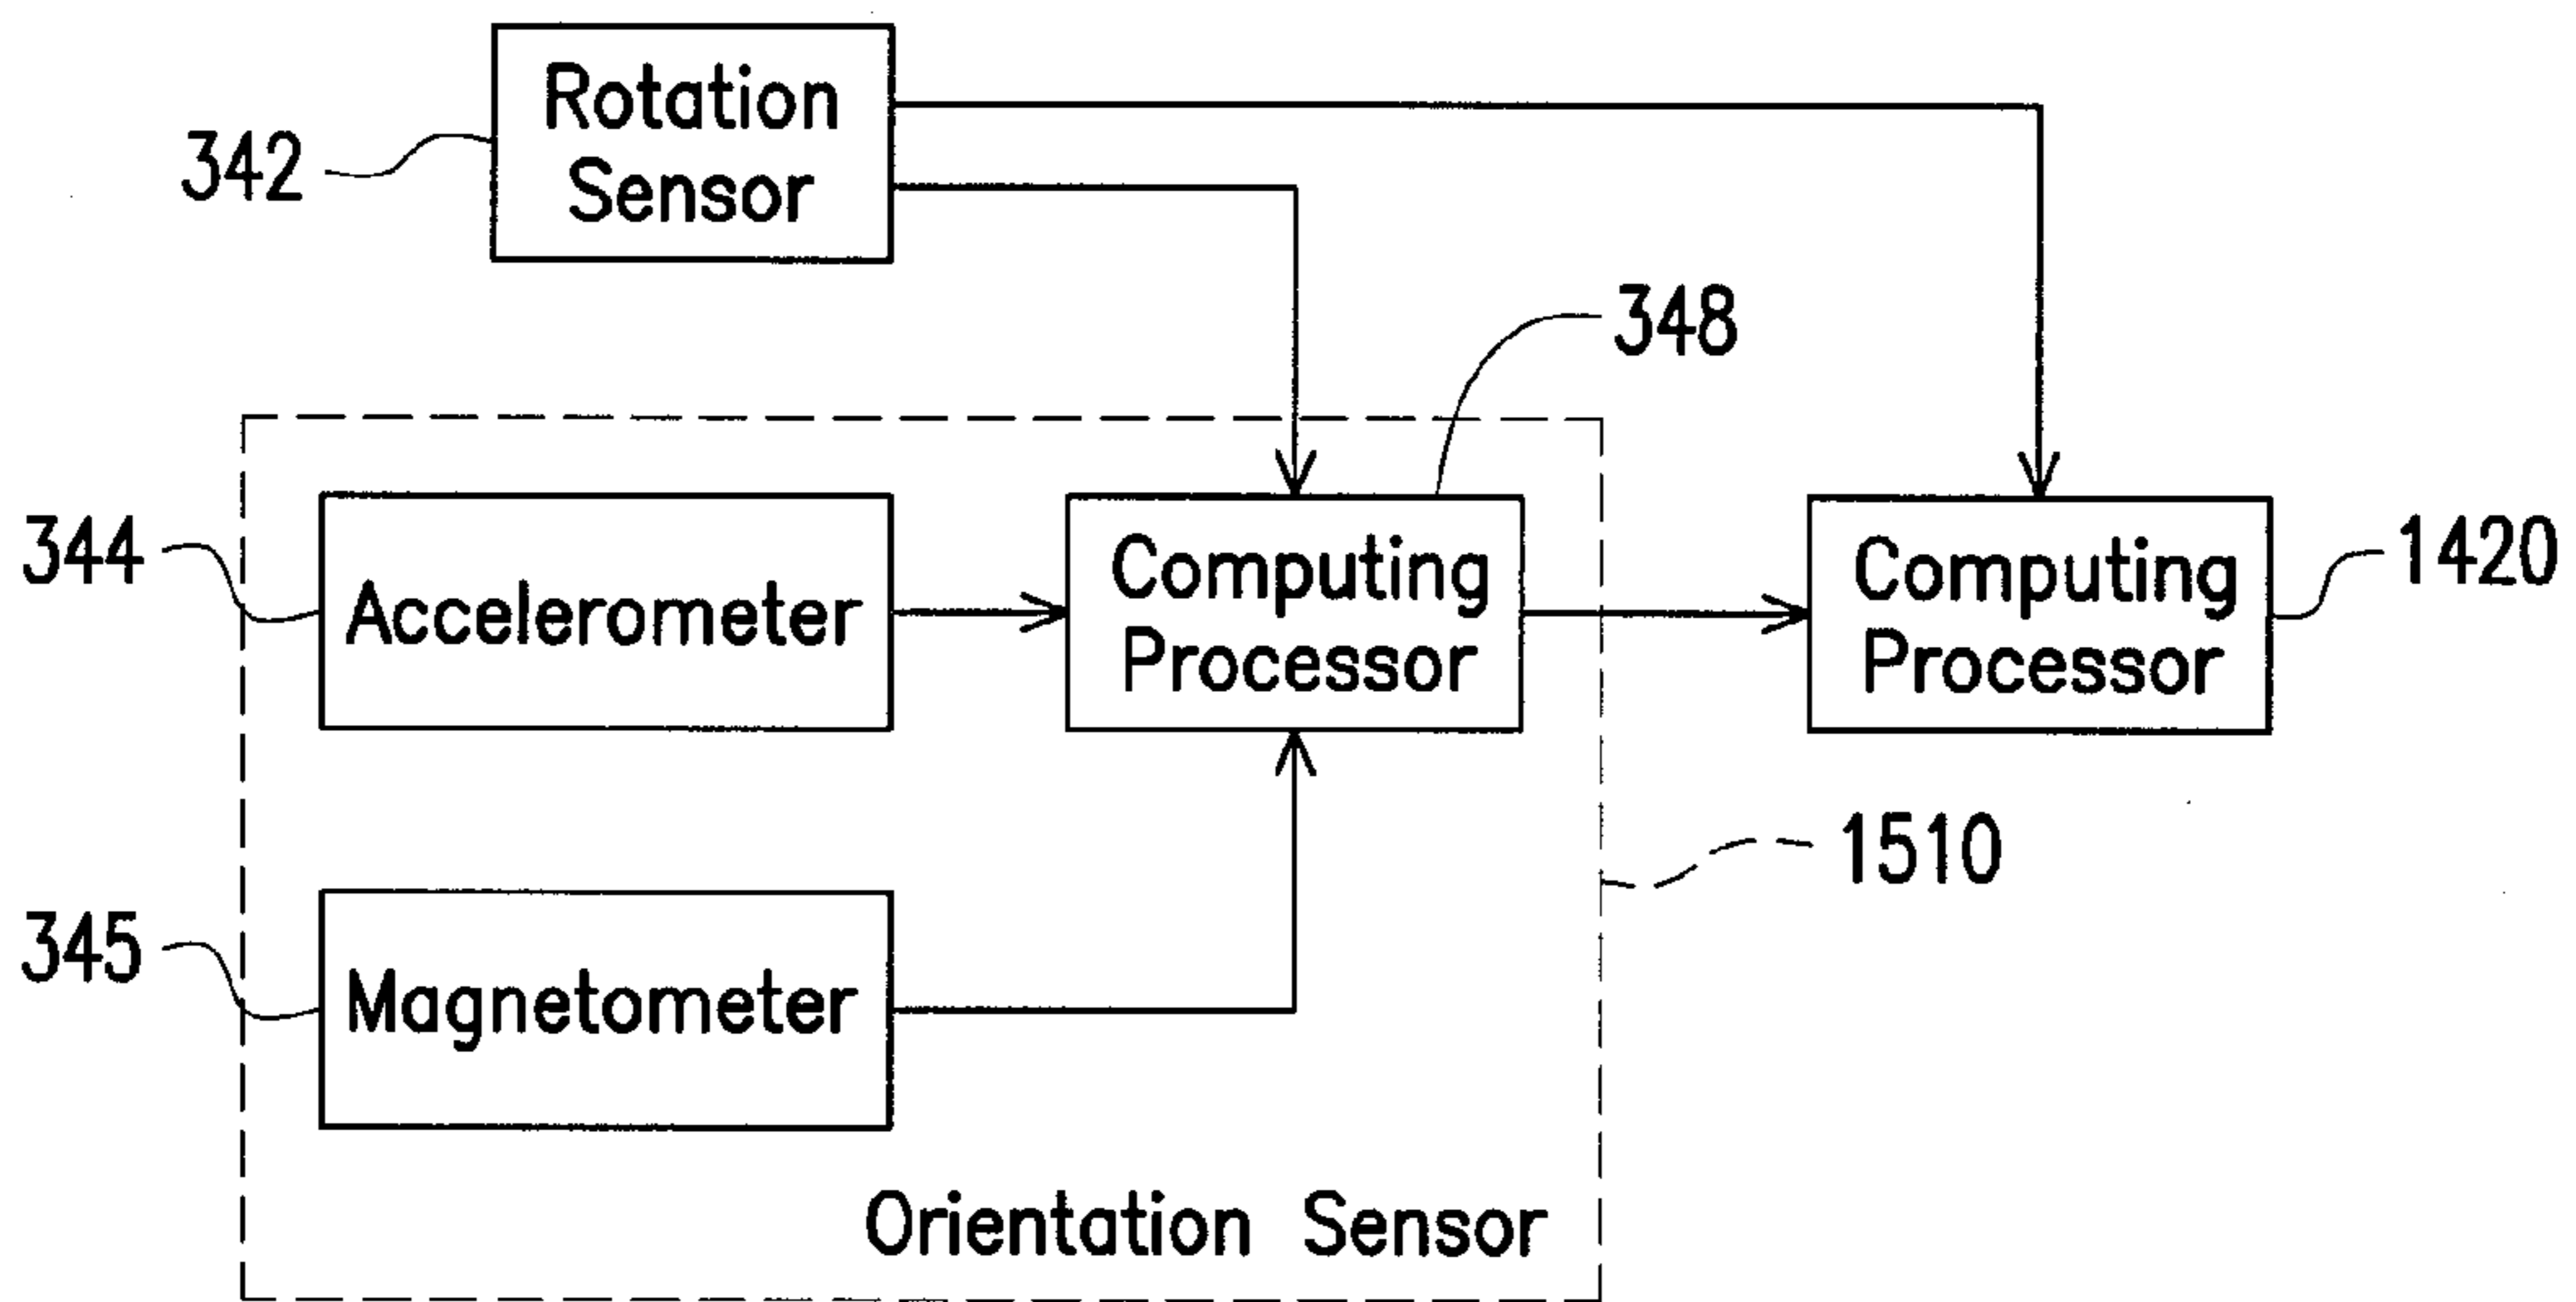 Rotation
Sensor
342
348
344
Accelerometer
Computing
Processor
Computing
Processor
1420
1510
345
Magnetometer
Orientation Sensor